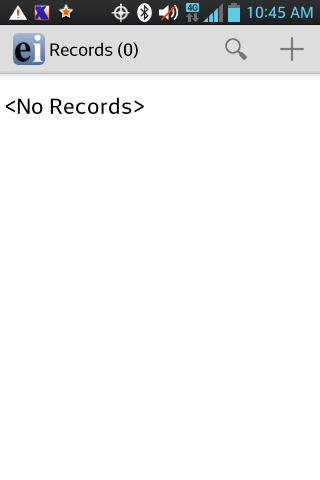 4G 10:45 AM
ei Records (0)
<No Records>